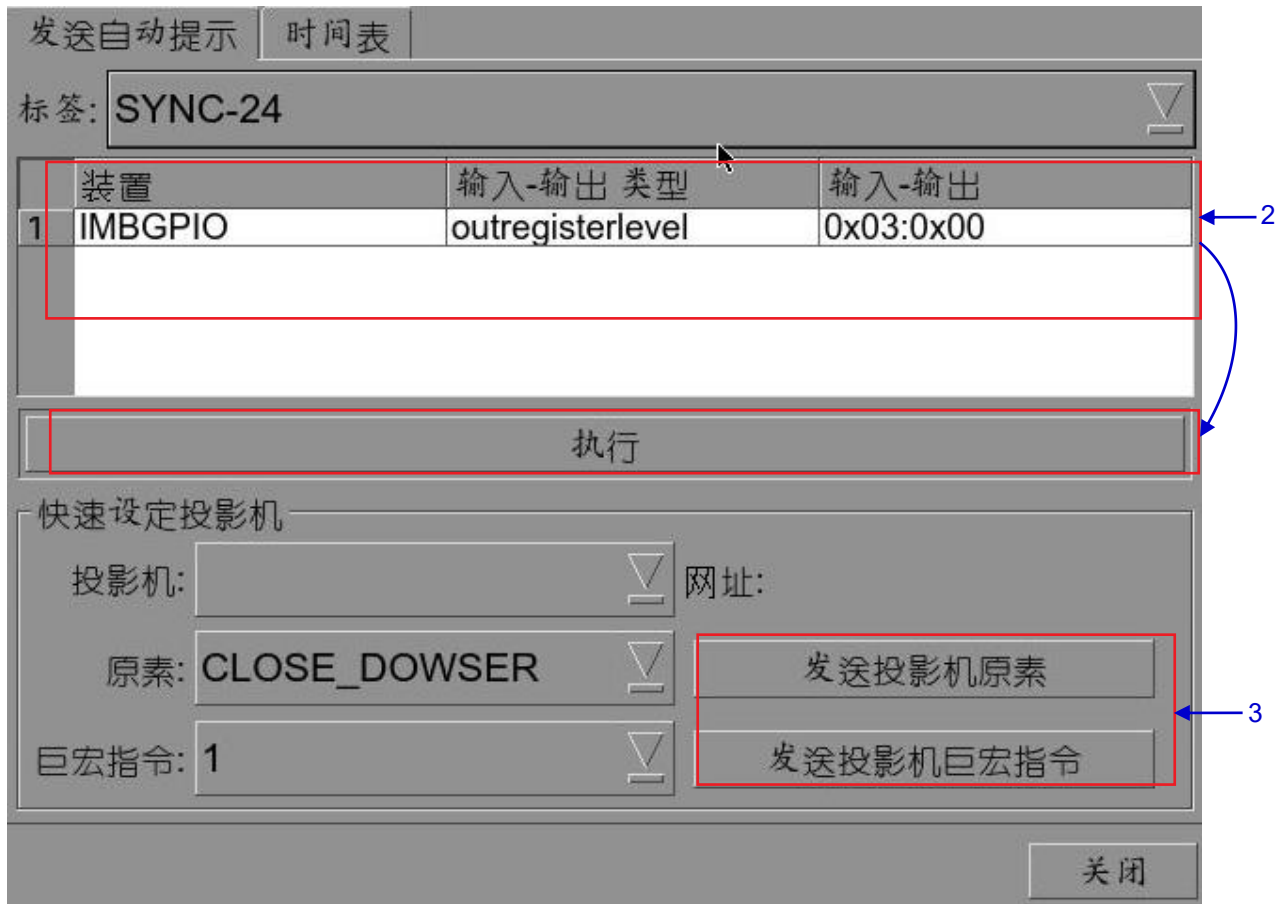 发送自动提示 时间表
标签: SYNC-24
装置 输入-输出 类型 输入-输出
1 IMBGPIO outregisterlevel 0x03:0x00
2
执行
快速设定投影机
投影机: 网址:
原素: CLOSE_DOWSER 发送投影机原素
3
巨宏指令: 1 发送投影机巨宏指令
关闭